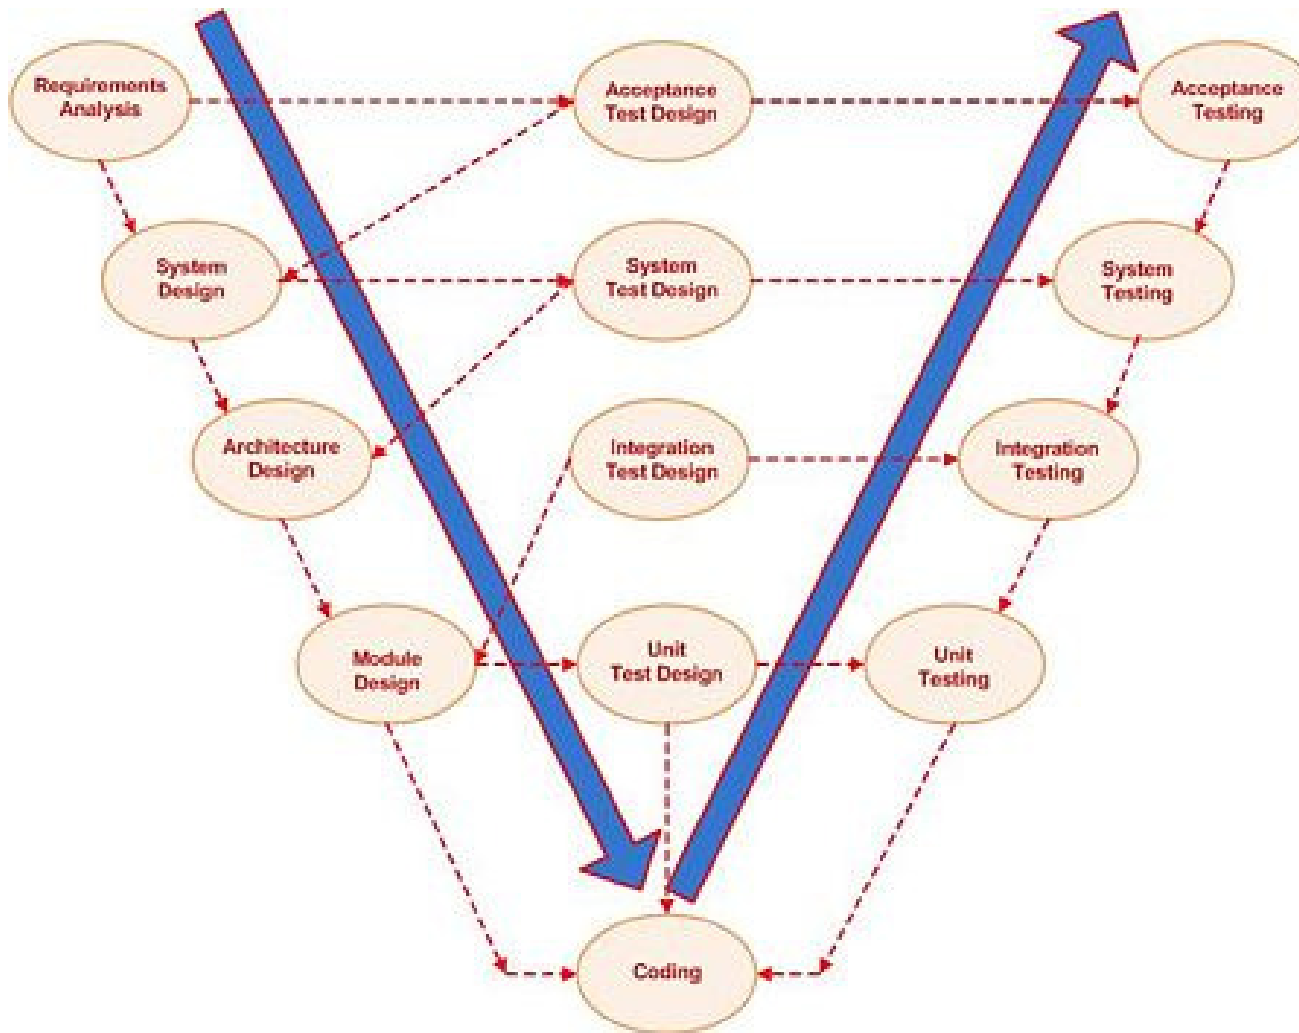 Requirements
Analysis
Acceptance
Test Design
Acceptance
Testing
System
Design
System
Test Design
System
Testing
Architecture
Design
Integration
Test Design
Integration
Testing
Module
Design
Unit
Test Design
Unit
Testing
Coding